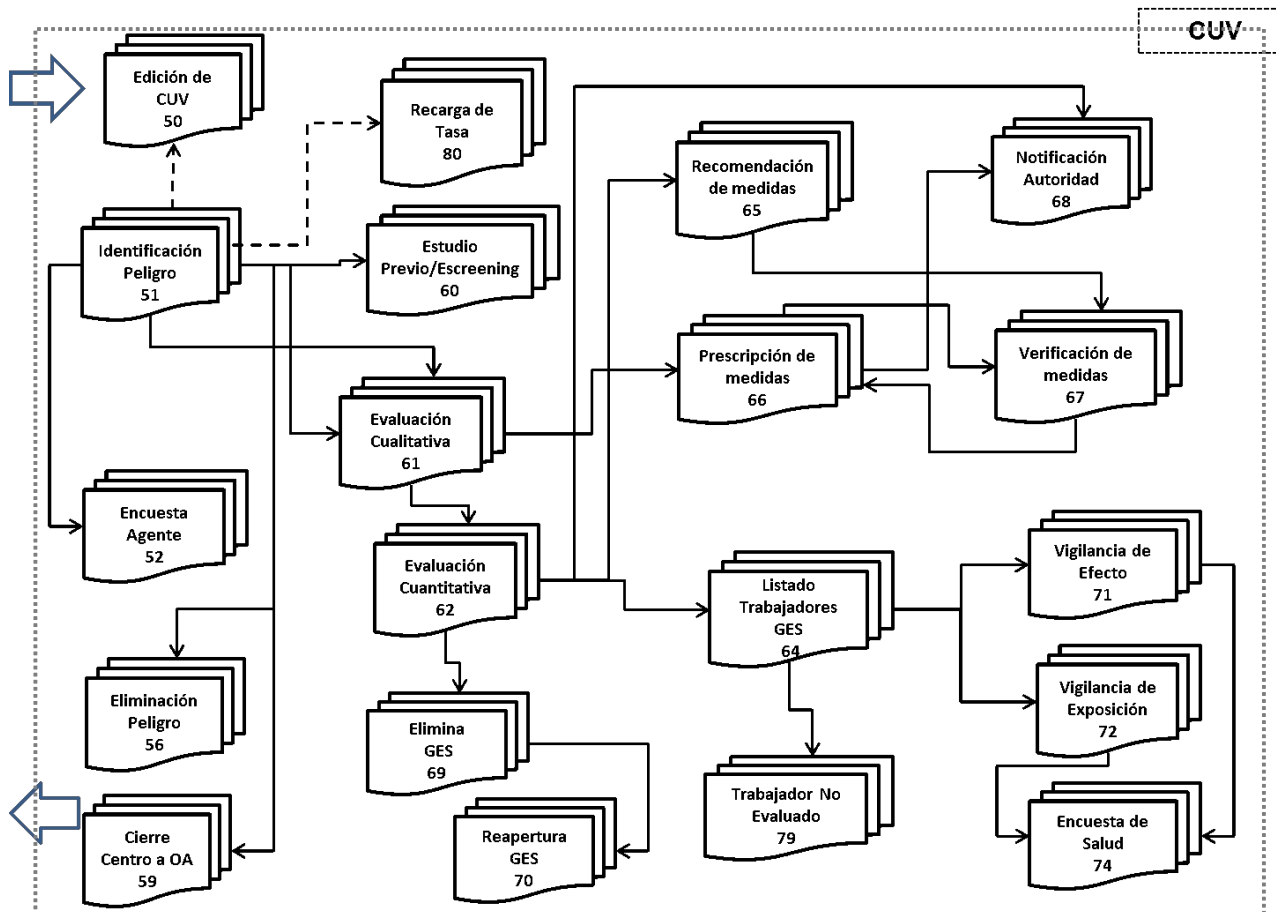 CUV
Edición de
CUV
50
Recarga de
Tasa
80
Recomendación
de medidas
65
Notificación
Autoridad
68
Identificación
Peligro
51
Estudio
Previo/Escreening
60
Prescripción de
medidas
66
Verificación de
medidas
67
Evaluación
Cualitativa
61
Encuesta
Agente
52
Evaluación
Cuantitativa
62
Listado
Trabajadores
GES
64
Vigilancia de
Efecto
71
Eliminación
Peligro
56
Elimina
GES
69
Vigilancia de
Exposición
72
Trabajador No
Evaluado
79
Cierre
Centro a OA
59
Reapertura
GES
70
Encuesta de
Salud
74